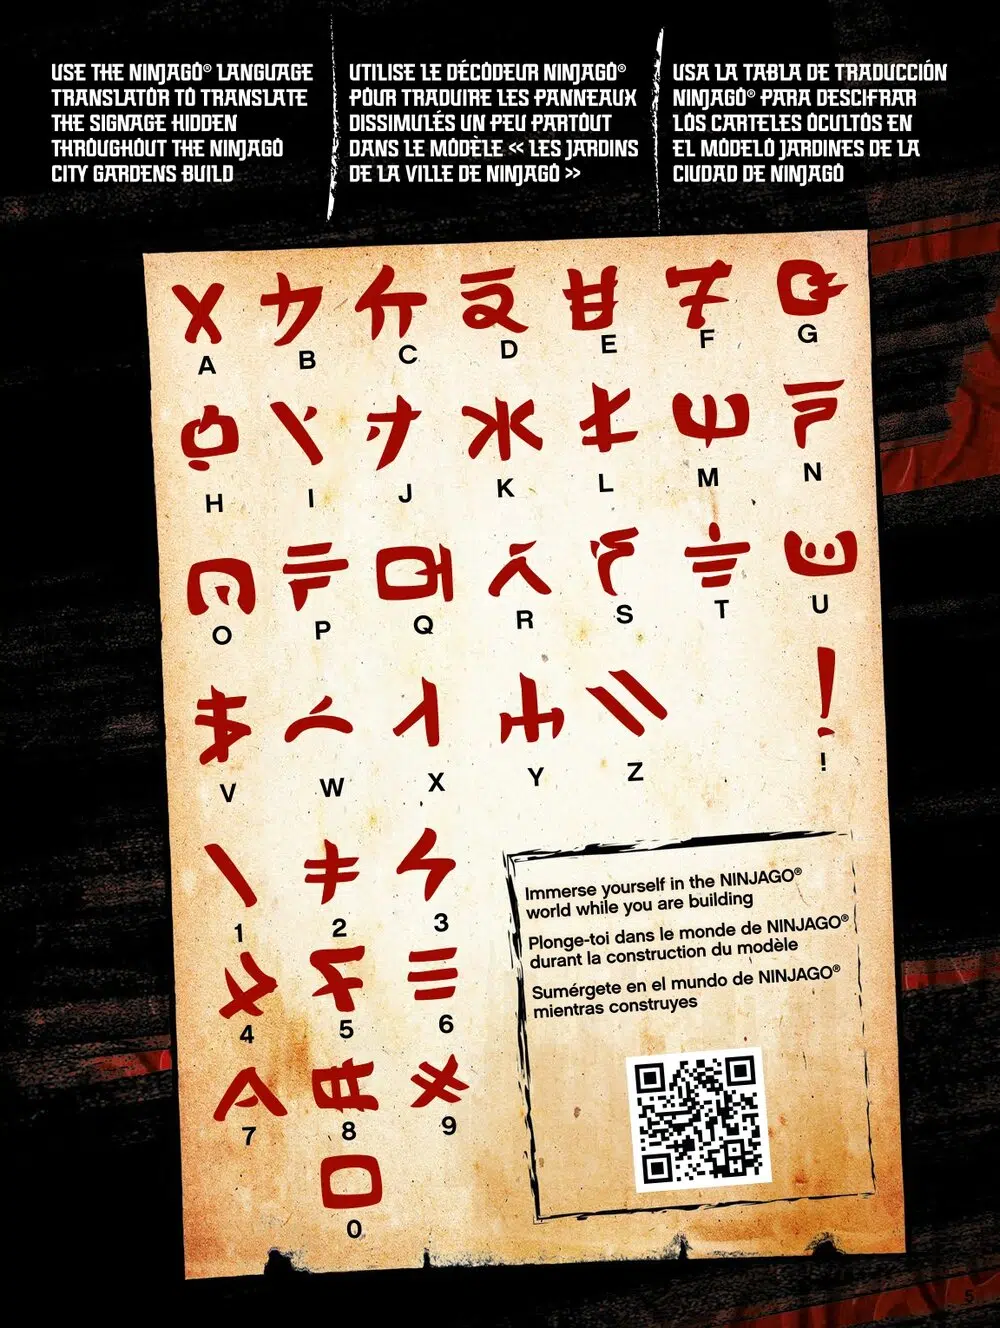 USE THE NINJAGO® LANGUAGE
TRANSLATOR TO TRANSLATE
THE SIGNAGE HIDDEN
THROUGHOUT THE NINJAGO
CITY GARDENS BUILD
UTILISE LE DÉCODEUR NINJAGO®
POUR TRADUIRE LES PANNEAUX
DISSIMULÉS UN PEU PARTOUT
DANS LE MODÈLE << LES JARDINS
DE LA VILLE DE NINJAGO >>
USA LA TABLA DE TRADUCCIÓN
NINJAGO® PARA DESCIFRAR
LOS CARTELES OCULTOS EN
EL MODELO JARDINES DE LA
CIUDAD DE NINJAGO
A B C D E F G
H I J K L M N
O P Q R S T U
V W X Y Z !
1 2 3
4 5 6
7 8 9
0
Immerse yourself in the NINJAGO®
world while you are building
Plonge-toi dans le monde de NINJAGO®
durant la construction du modèle
Sumérgete en el mundo de NINJAGO®
mientras construyes
5